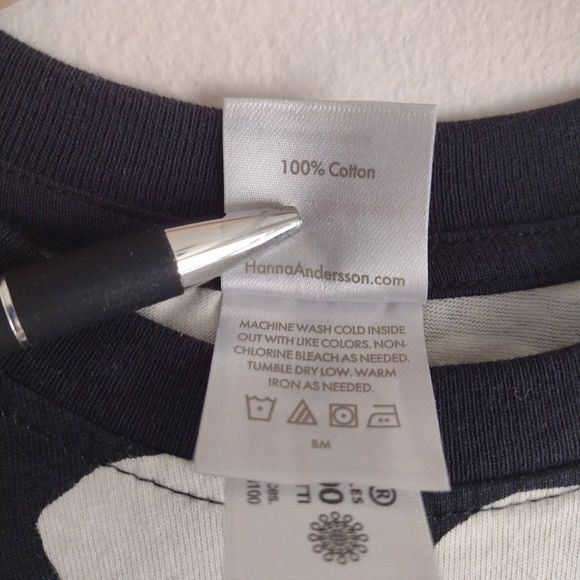 100% Cotton
HannaAndersson.com
MACHINE WASH COLD INSIDE
OUT WITH LIKE COLORS. NON-
CHLORINE BLEACH AS NEEDED.
TUMBLE DRY LOW. WARM
IRON AS NEEDED.
BM